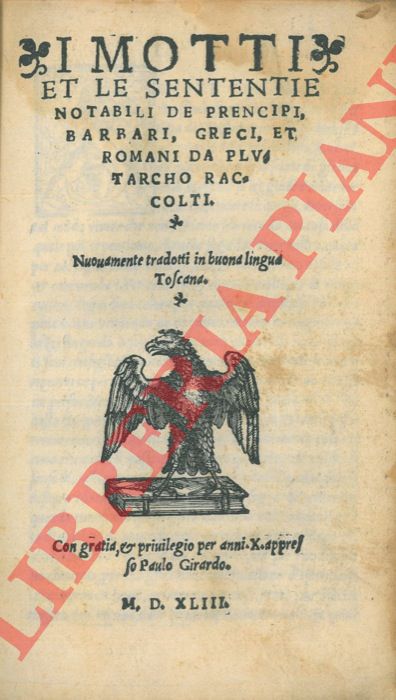 I MOTTI
ET LE SENTENTIE
NOTABILI DE PRENCIPI,
BARBARI, GRECI, ET
ROMANI DA PLV-
TARCHO RAC-
COLTI.
Nuouamente tradotti in buona lingua
Toscana.
Con gratia, & priuilegio per anni. X. appres
so Paulo Girardo.
M. D. XLIII.
LIBRERIA PIANI